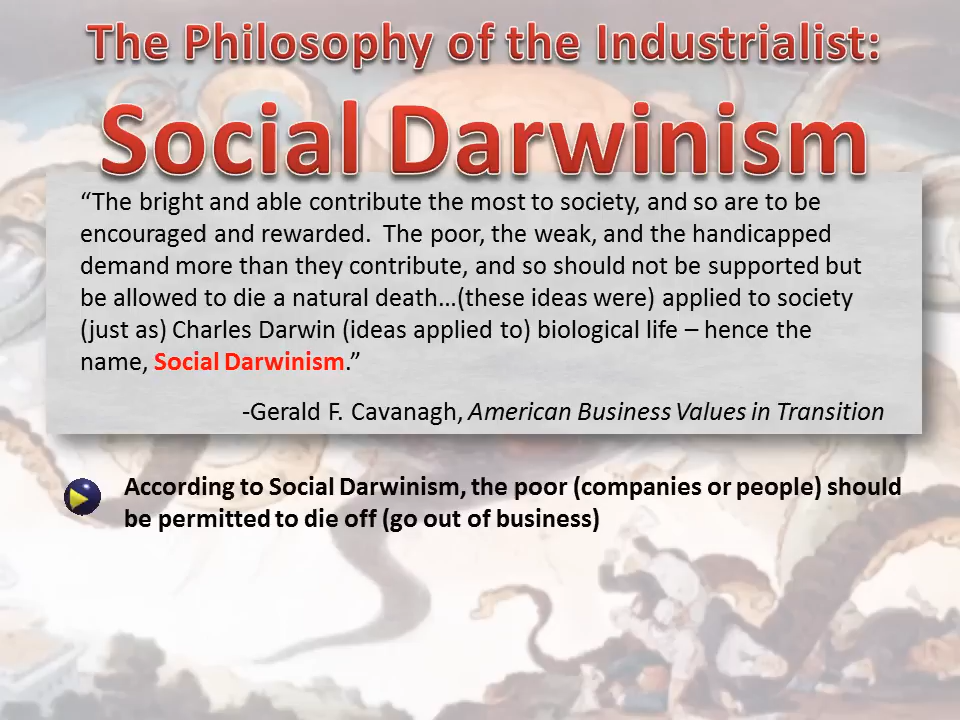 The Philosophy of the Industrialist:
Social Darwinism
“The bright and able contribute the most to society, and so are to be
encouraged and rewarded.  The poor, the weak, and the handicapped
demand more than they contribute, and so should not be supported but
be allowed to die a natural death…(these ideas were) applied to society
(just as) Charles Darwin (ideas applied to) biological life – hence the
name, Social Darwinism.”
-Gerald F. Cavanagh, American Business Values in Transition
According to Social Darwinism, the poor (companies or people) should
be permitted to die off (go out of business)